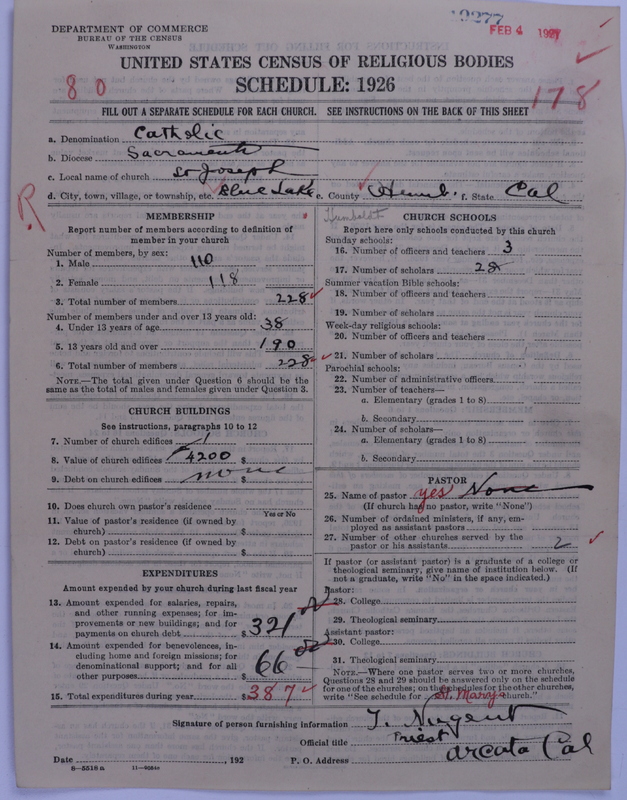 DEPARTMENT OF COMMERCE
BUREAU OF THE CENSUS
WASHINGTON
FEB 4 1927
UNITED STATES CENSUS OF RELIGIOUS BODIES
SCHEDULE: 1926
80
178
FILL OUT A SEPARATE SCHEDULE FOR EACH CHURCH. SEE INSTRUCTIONS ON THE BACK OF THIS SHEET
a. Denomination Catholic
b. Diocese Sacramento
c. Local name of church St Joseph
d. City, town, village, or township, etc. Blue Lake e. County Humb. f. State Cal
R
Humboldt
MEMBERSHIP
Report number of members according to definition of
member in your church
Number of members, by sex:
1. Male 110
2. Female 118
3. Total number of members 228
Number of members under and over 13 years old:
4. Under 13 years of age 38
5. 13 years old and over 190
6. Total number of members 228
NOTE.—The total given under Question 6 should be the
same as the total of males and females given under Question 3.
CHURCH BUILDINGS
See instructions, paragraphs 10 to 12
7. Number of church edifices 1
8. Value of church edifices 4200 $
9. Debt on church edifices none $
10. Does church own pastor's residence
Yes or No
11. Value of pastor's residence (if owned by
church) $
12. Debt on pastor's residence (if owned by
church) $
EXPENDITURES
Amount expended by your church during last fiscal year
13. Amount expended for salaries, repairs,
and other running expenses; for im-
provements or new buildings; and for
payments on church debt $ 321
14. Amount expended for benevolences, in-
cluding home and foreign missions; for
denominational support; and for all
other purposes $ 66
15. Total expenditures during year $ 387
CHURCH SCHOOLS
Report here only schools conducted by this church
Sunday schools:
16. Number of officers and teachers 3
17. Number of scholars 28
Summer vacation Bible schools:
18. Number of officers and teachers
19. Number of scholars
Week-day religious schools:
20. Number of officers and teachers
21. Number of scholars
Parochial schools:
22. Number of administrative officers
23. Number of teachers—
a. Elementary (grades 1 to 8)
b. Secondary
24. Number of scholars—
a. Elementary (grades 1 to 8)
b. Secondary
PASTOR
25. Name of pastor yes None
(If church has no pastor, write "None")
26. Number of ordained ministers, if any, em-
ployed as assistant pastors
27. Number of other churches served by the
pastor or his assistants 2
If pastor (or assistant pastor) is a graduate of a college or
theological seminary, give name of institution below. (If
not a graduate, write "No" in the space indicated.)
Pastor:
28. College
29. Theological seminary
Assistant pastor:
30. College
31. Theological seminary
NOTE.—Where one pastor serves two or more churches,
Questions 28 and 29 should be answered only on the schedule
for one of the churches; on the schedules for the other churches,
write "See schedule for St. Marys church."
Signature of person furnishing information T. Nugent
Official title Priest
Date , 192 P. O. Address Arcata Cal
8—5518 a